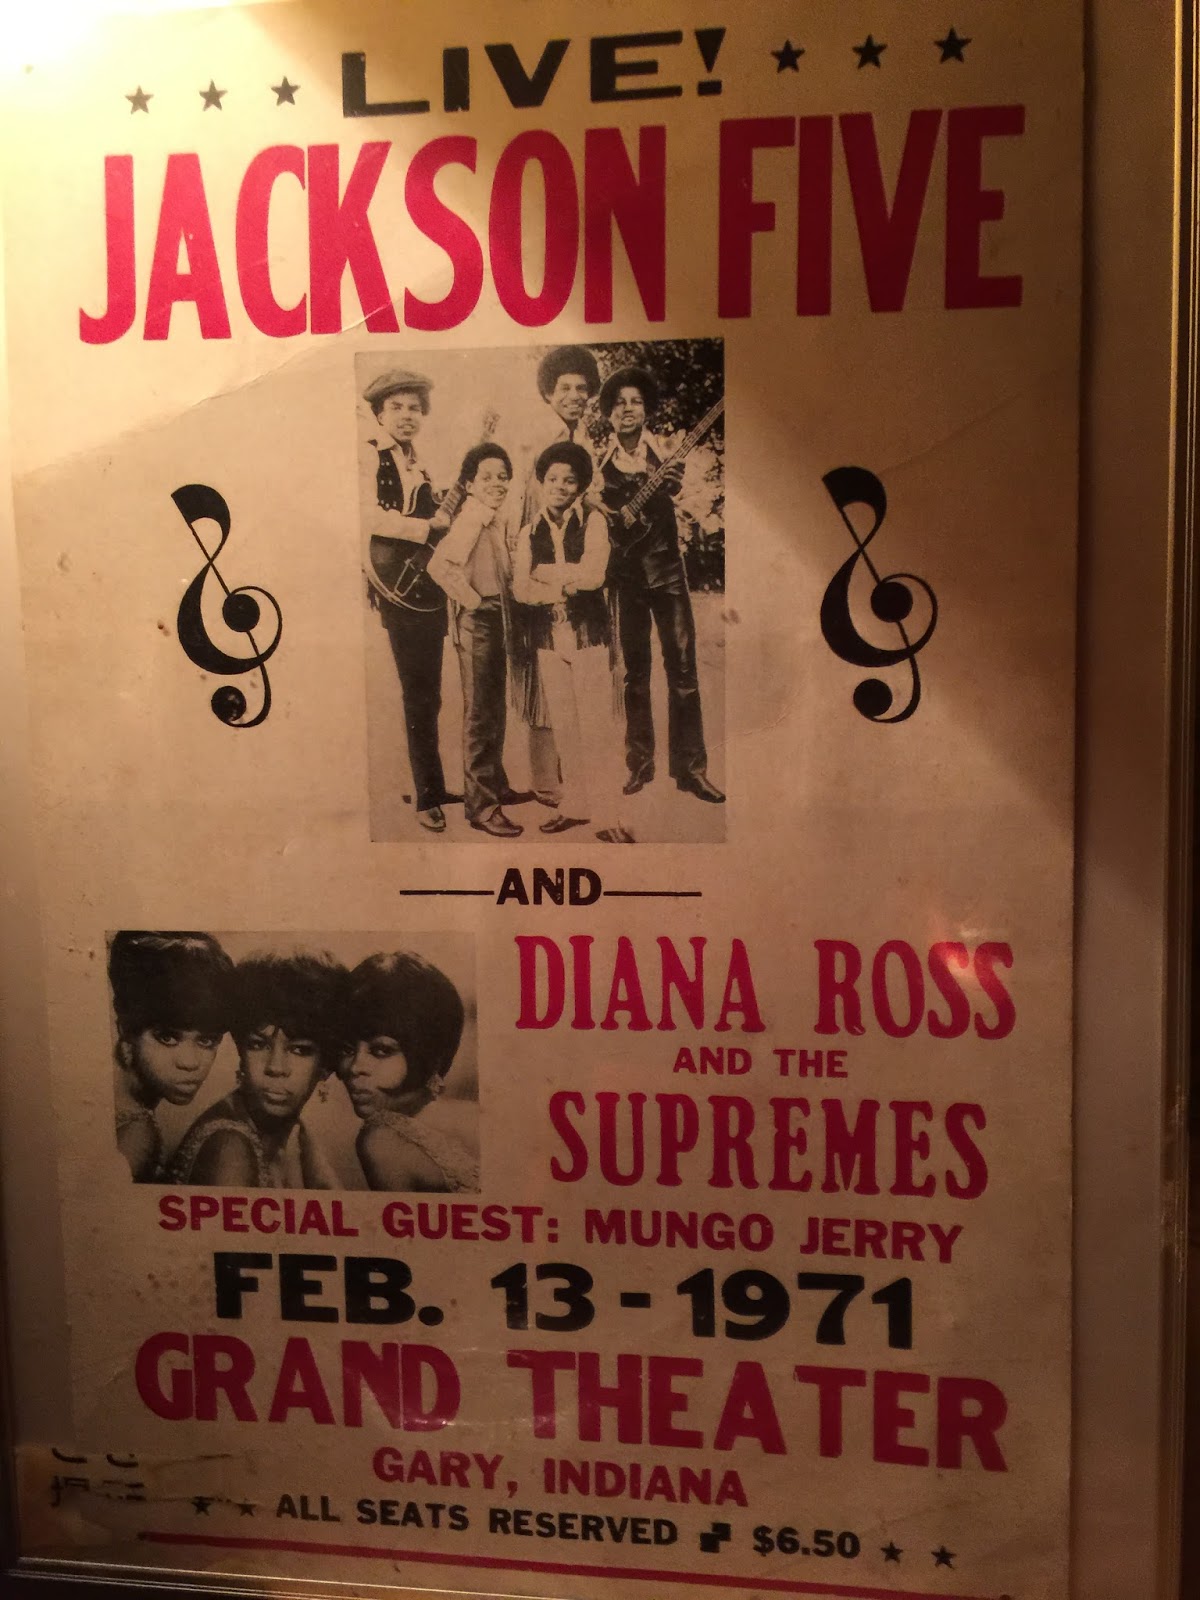 LIVE!
JACKSON FIVE
AND
DIANA ROSS
AND THE
SUPREMES
SPECIAL GUEST: MUNGO JERRY
FEB. 13-1971
GRAND THEATER
GARY, INDIANA
ALL SEATS RESERVED $6.50